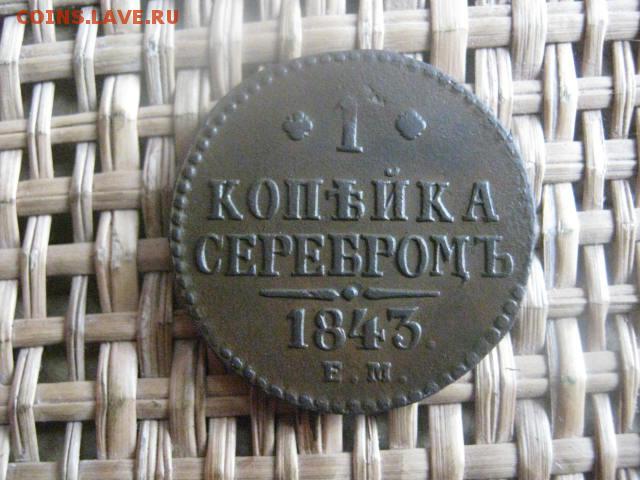 COINS.LAVE.RU
1
КОПѢЙКА
СЕРЕБРОМЪ
1843.
Е.М.